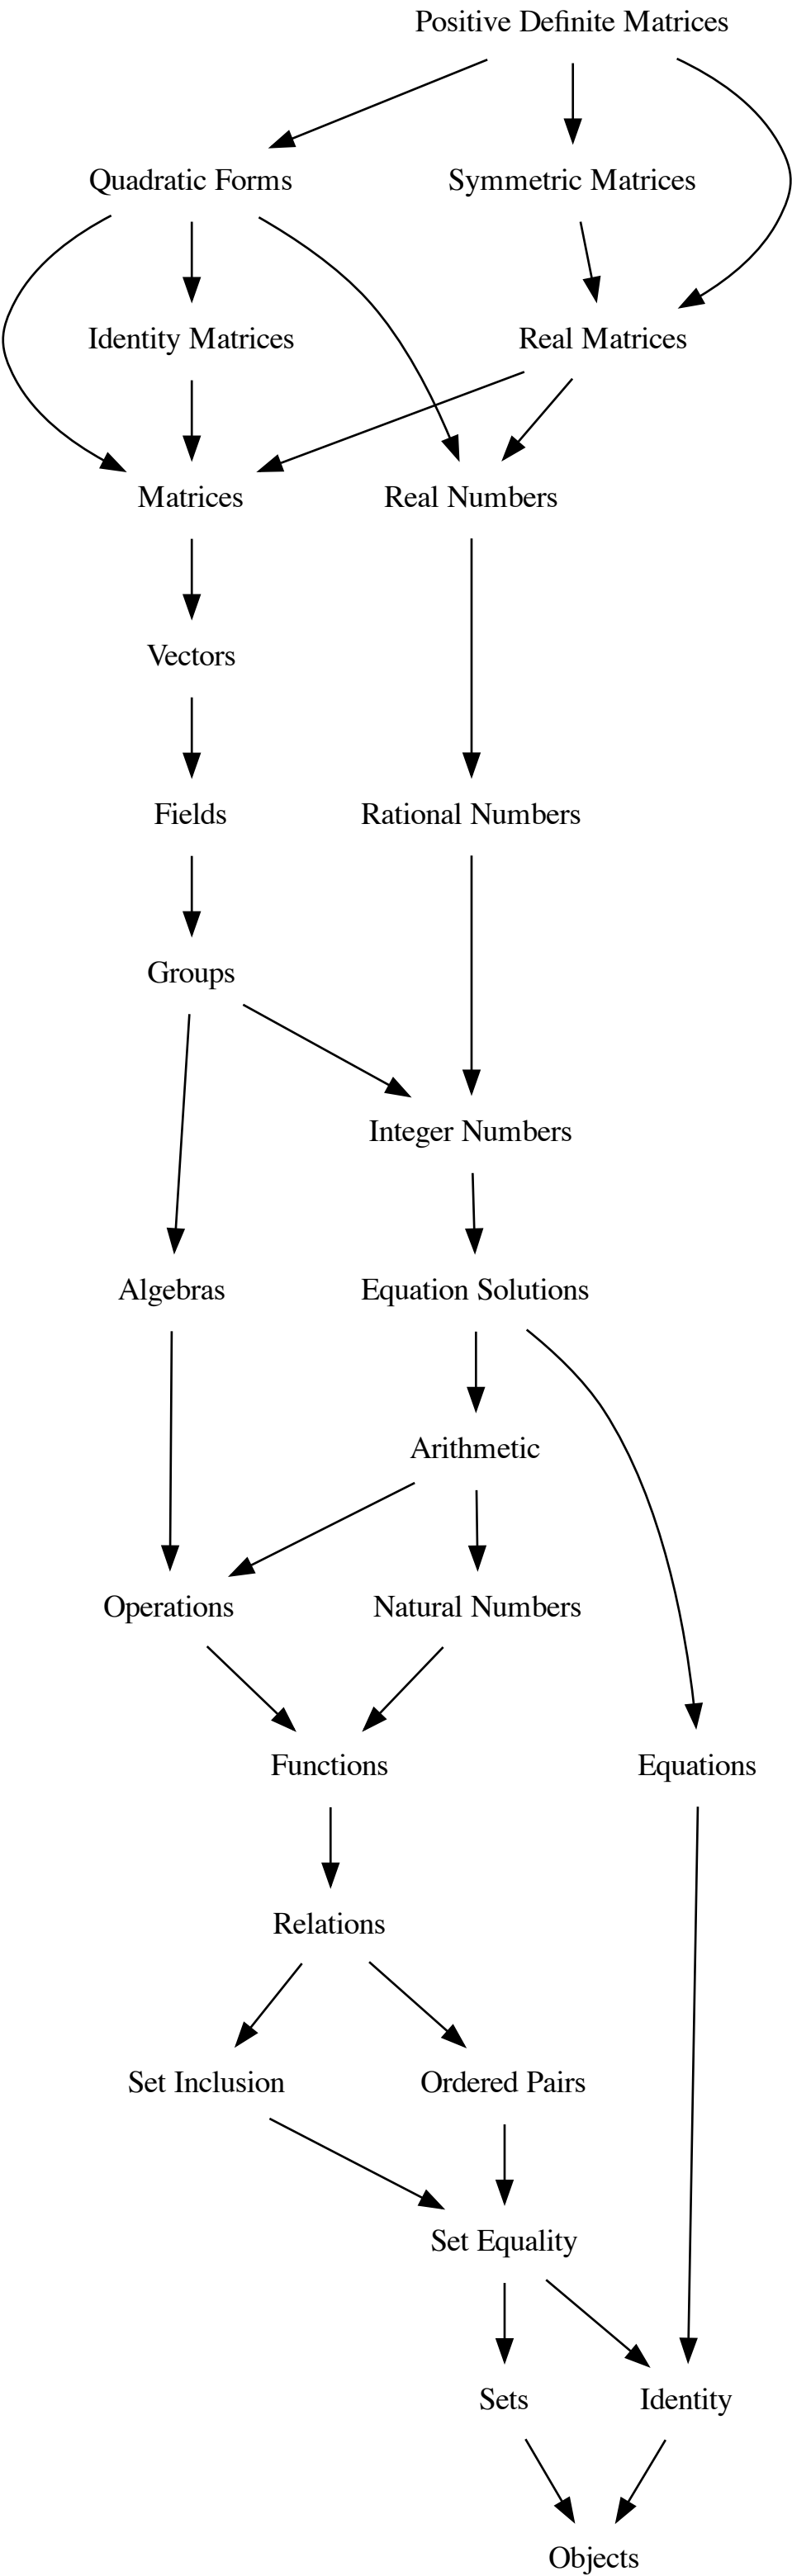 Positive Definite Matrices
Quadratic Forms
Symmetric Matrices
Identity Matrices
Real Matrices
Matrices
Real Numbers
Vectors
Fields
Rational Numbers
Groups
Integer Numbers
Algebras
Equation Solutions
Arithmetic
Operations
Natural Numbers
Functions
Equations
Relations
Set Inclusion
Ordered Pairs
Set Equality
Sets
Identity
Objects